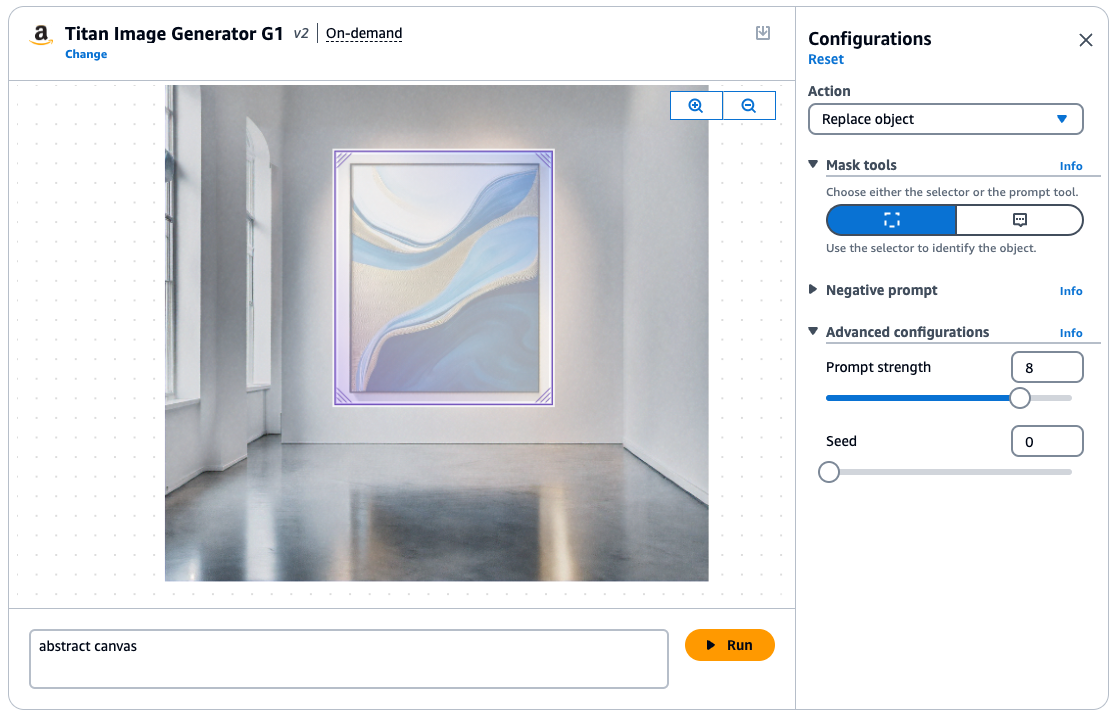 a
Titan Image Generator G1 v2 | On-demand
Change
Configurations
Reset
Action
Replace object
Mask tools Info
Choose either the selector or the prompt tool.
Use the selector to identify the object.
Negative prompt Info
Advanced configurations Info
Prompt strength 8
Seed 0
abstract canvas
Run